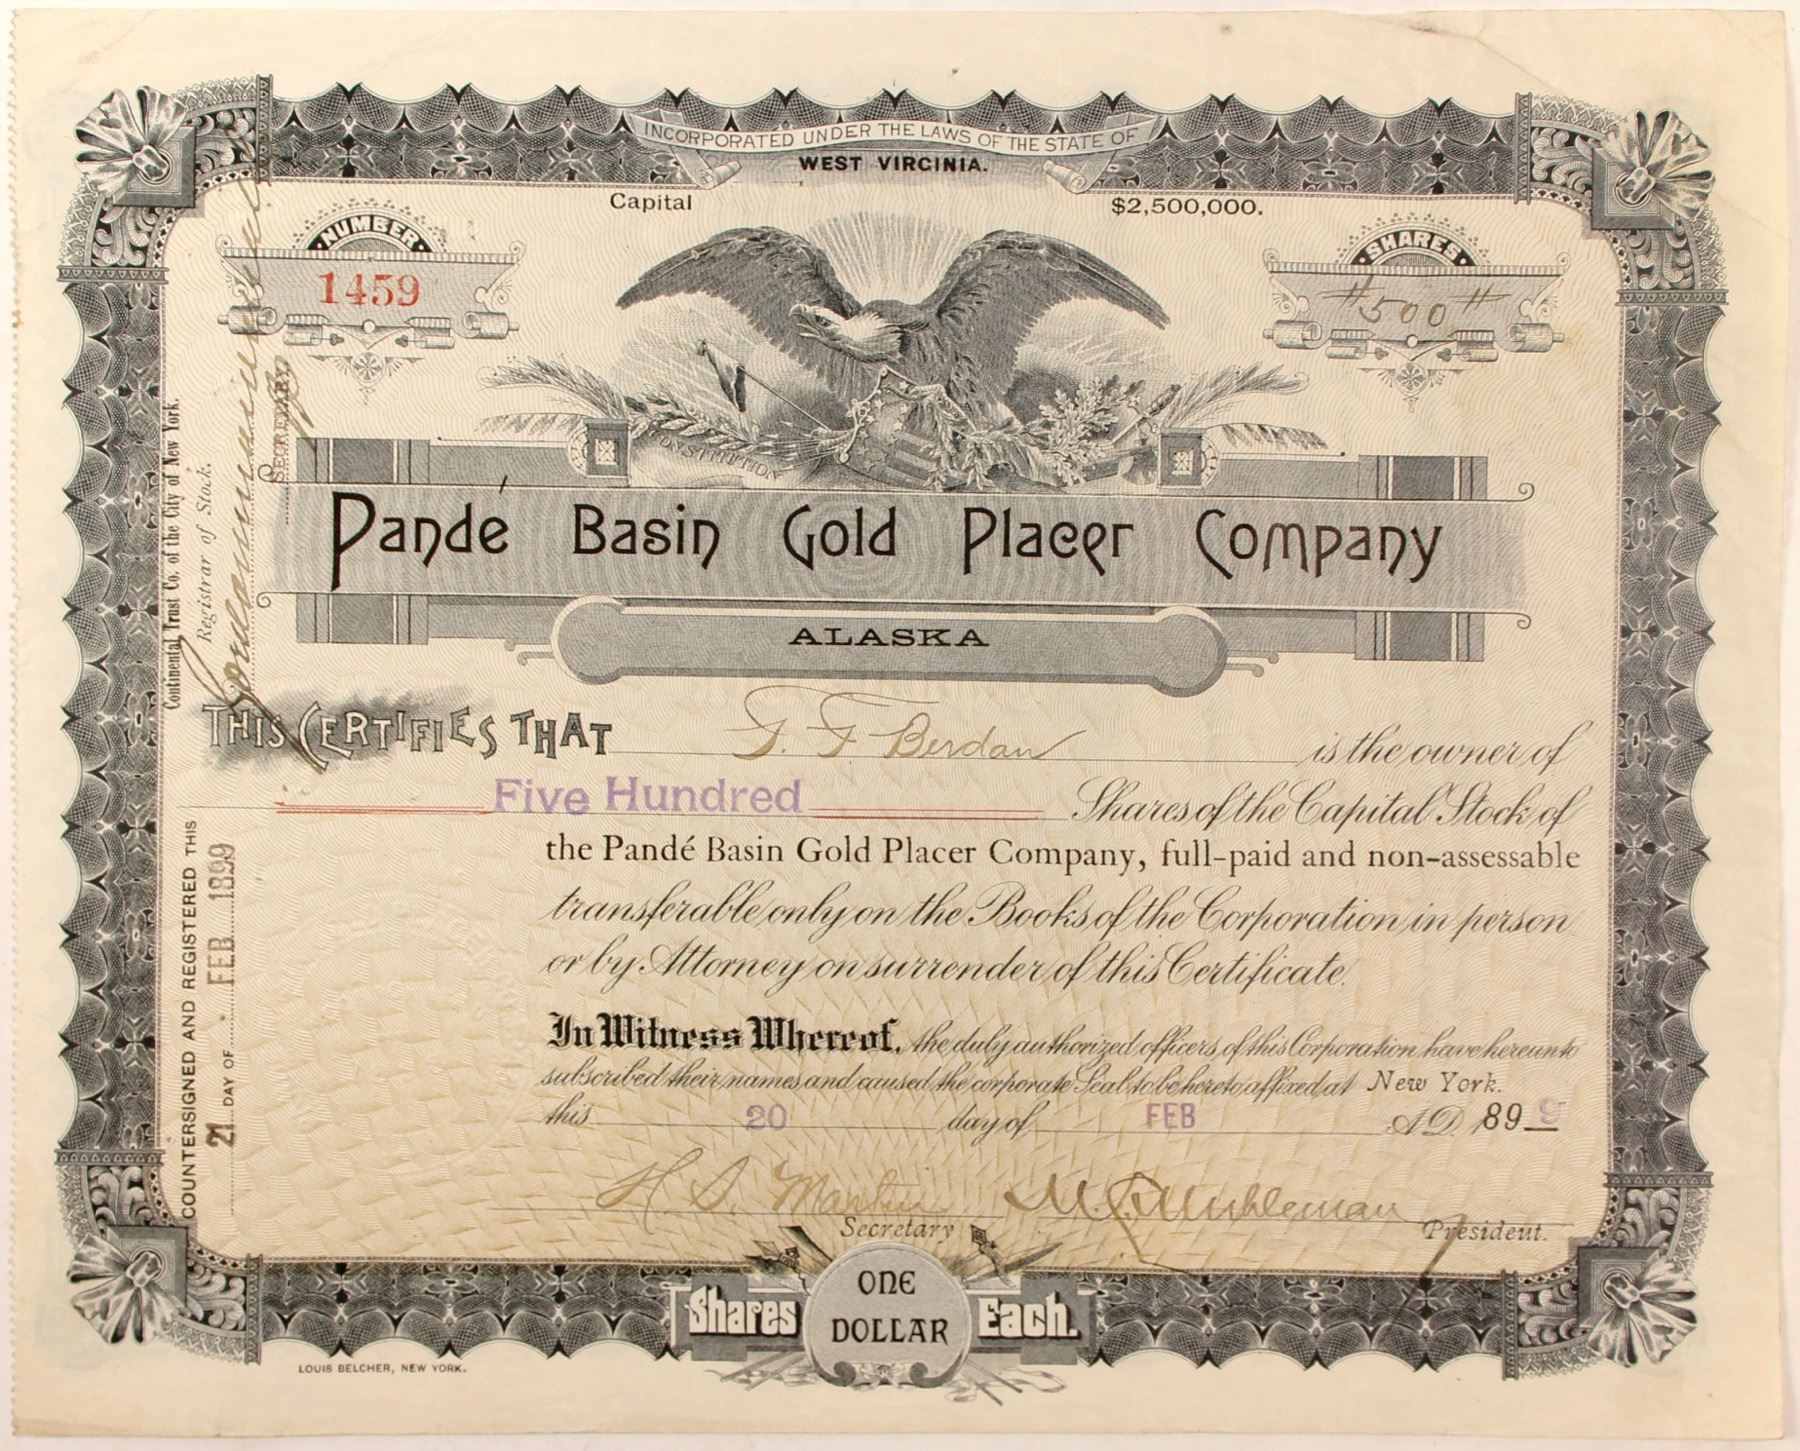 INCORPORATED UNDER THE LAWS OF THE STATE OF
WEST VIRGINIA.
Capital $2,500,000.
NUMBER
1459
SHARES
# 500 #
CONSTITUTION
Pandé Basin Gold Placer Company
ALASKA
THIS CERTIFIES THAT F. F. Berdan is the owner of
Five Hundred Shares of the Capital Stock of
the Pandé Basin Gold Placer Company, full-paid and non-assessable
transferable only on the Books of the Corporation in person
or by Attorney on surrender of this Certificate.
In Witness Whereof, the duly authorized officers of this Corporation have hereunto
subscribed their names and caused the corporate Seal to be hereto affixed at New York.
this 20 day of FEB A.D. 1899
H. S. Martin M. C. Muhleman
Secretary President.
Shares ONE DOLLAR Each.
LOUIS BELCHER, NEW YORK.
COUNTERSIGNED AND REGISTERED THIS
21 DAY OF FEB 1899
Continental Trust Co. of the City of New York.
Registrar of Stock.
SECRETARY